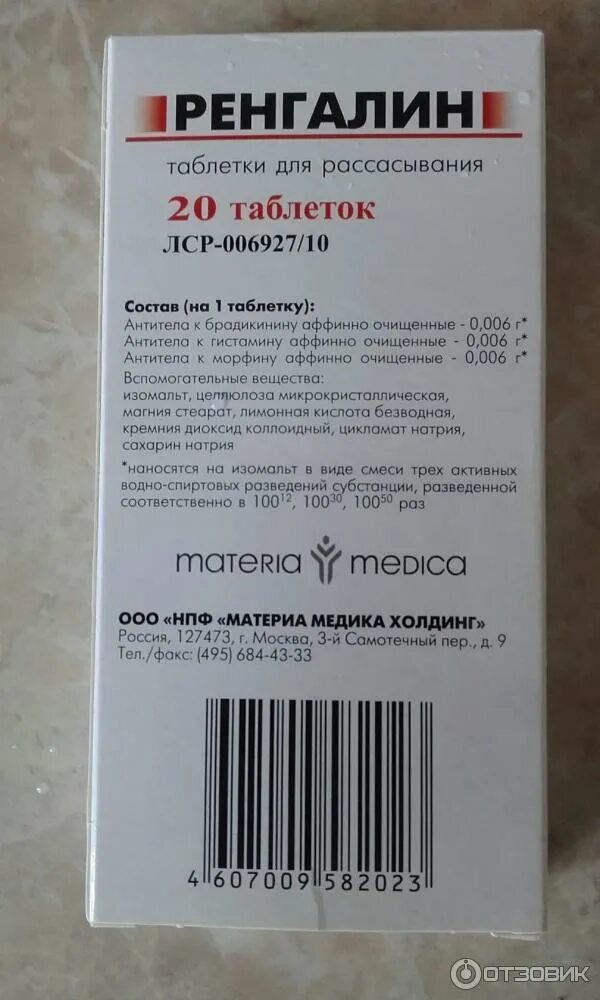 РЕНГАЛИН
таблетки для рассасывания
20 таблеток
ЛСР-006927/10
Состав (на 1 таблетку):
Антитела к брадикинину аффинно очищенные - 0,006 г*
Антитела к гистамину аффинно очищенные - 0,006 г*
Антитела к морфину аффинно очищенные - 0,006 г*
Вспомогательные вещества:
изомальт, целлюлоза микрокристаллическая,
магния стеарат, лимонная кислота безводная,
кремния диоксид коллоидный, цикламат натрия,
сахарин натрия
*наносятся на изомальт в виде смеси трех активных
водно-спиртовых разведений субстанции, разведенной
соответственно в 100¹², 100³⁰, 100⁵⁰ раз
materia medica
ООО «НПФ «МАТЕРИА МЕДИКА ХОЛДИНГ»
Россия, 127473, г. Москва, 3-й Самотечный пер., д. 9
Тел./факс: (495) 684-43-33
4 607009 582023
ОТЗОВИК